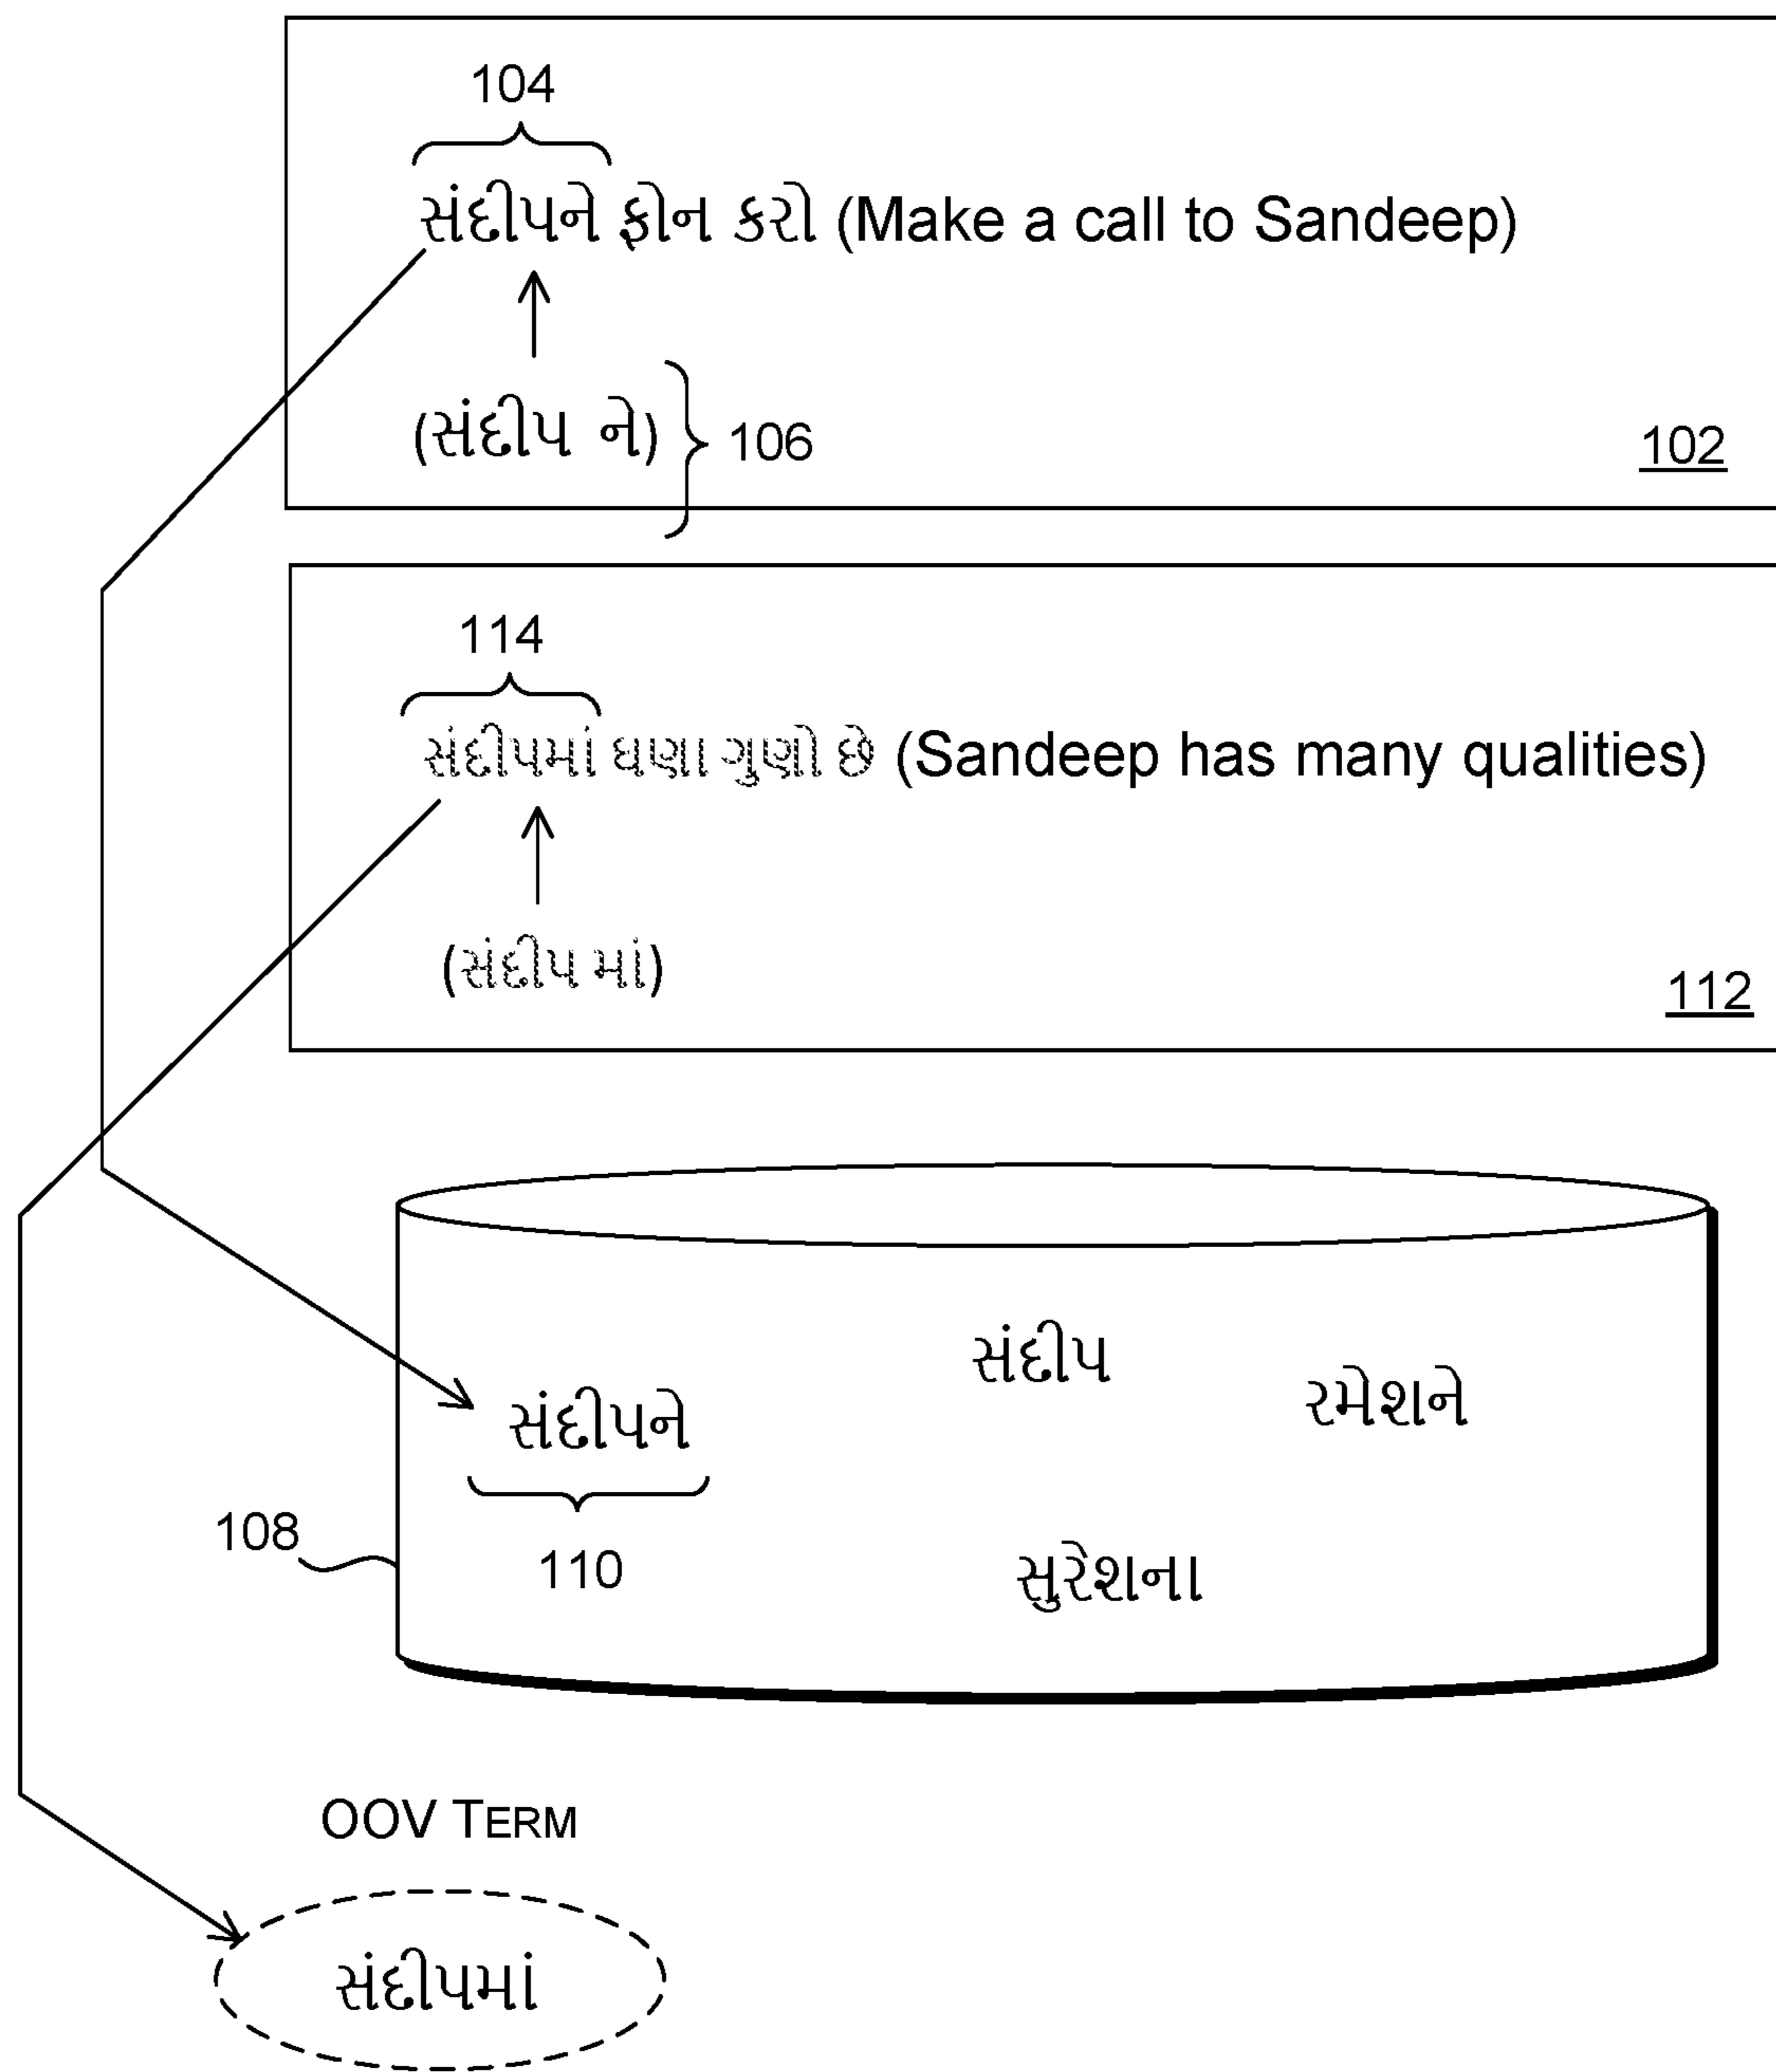 104
સંદીપને ફોન કરો (Make a call to Sandeep)
(સંદીપ ને) 106
102
114
સંદીપમાં ઘણા ગુણો છે (Sandeep has many qualities)
(સંદીપ માં)
112
સંદીપ
રમેશને
સંદીપને
108
110
સુરેશના
OOV TERM
સંદીપમાં